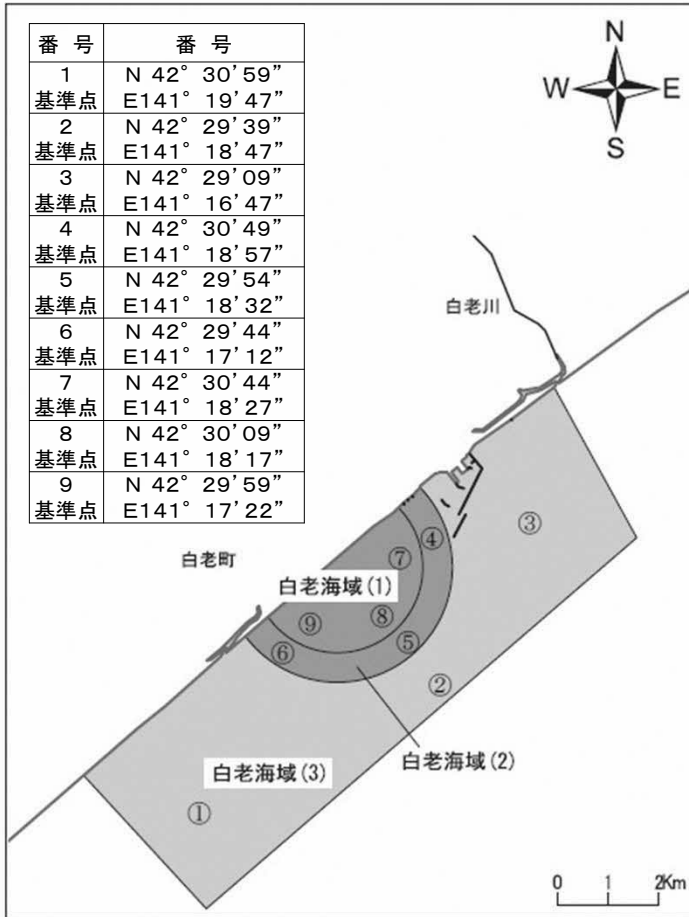 番 号 番 号
1 N 42° 30’59”
基準点 E141° 19’47”
2 N 42° 29’39”
基準点 E141° 18’47”
3 N 42° 29’09”
基準点 E141° 16’47”
4 N 42° 30’49”
基準点 E141° 18’57”
5 N 42° 29’54”
基準点 E141° 18’32”
6 N 42° 29’44”
基準点 E141° 17’12”
7 N 42° 30’44”
基準点 E141° 18’27”
8 N 42° 30’09”
基準点 E141° 18’17”
9 N 42° 29’59”
基準点 E141° 17’22”
N
W E
S
白老川
③
④
⑦
白老町
白老海域(1)
⑧
⑨
⑤
⑥
②
白老海域(2)
白老海域(3)
①
0 1 2Km